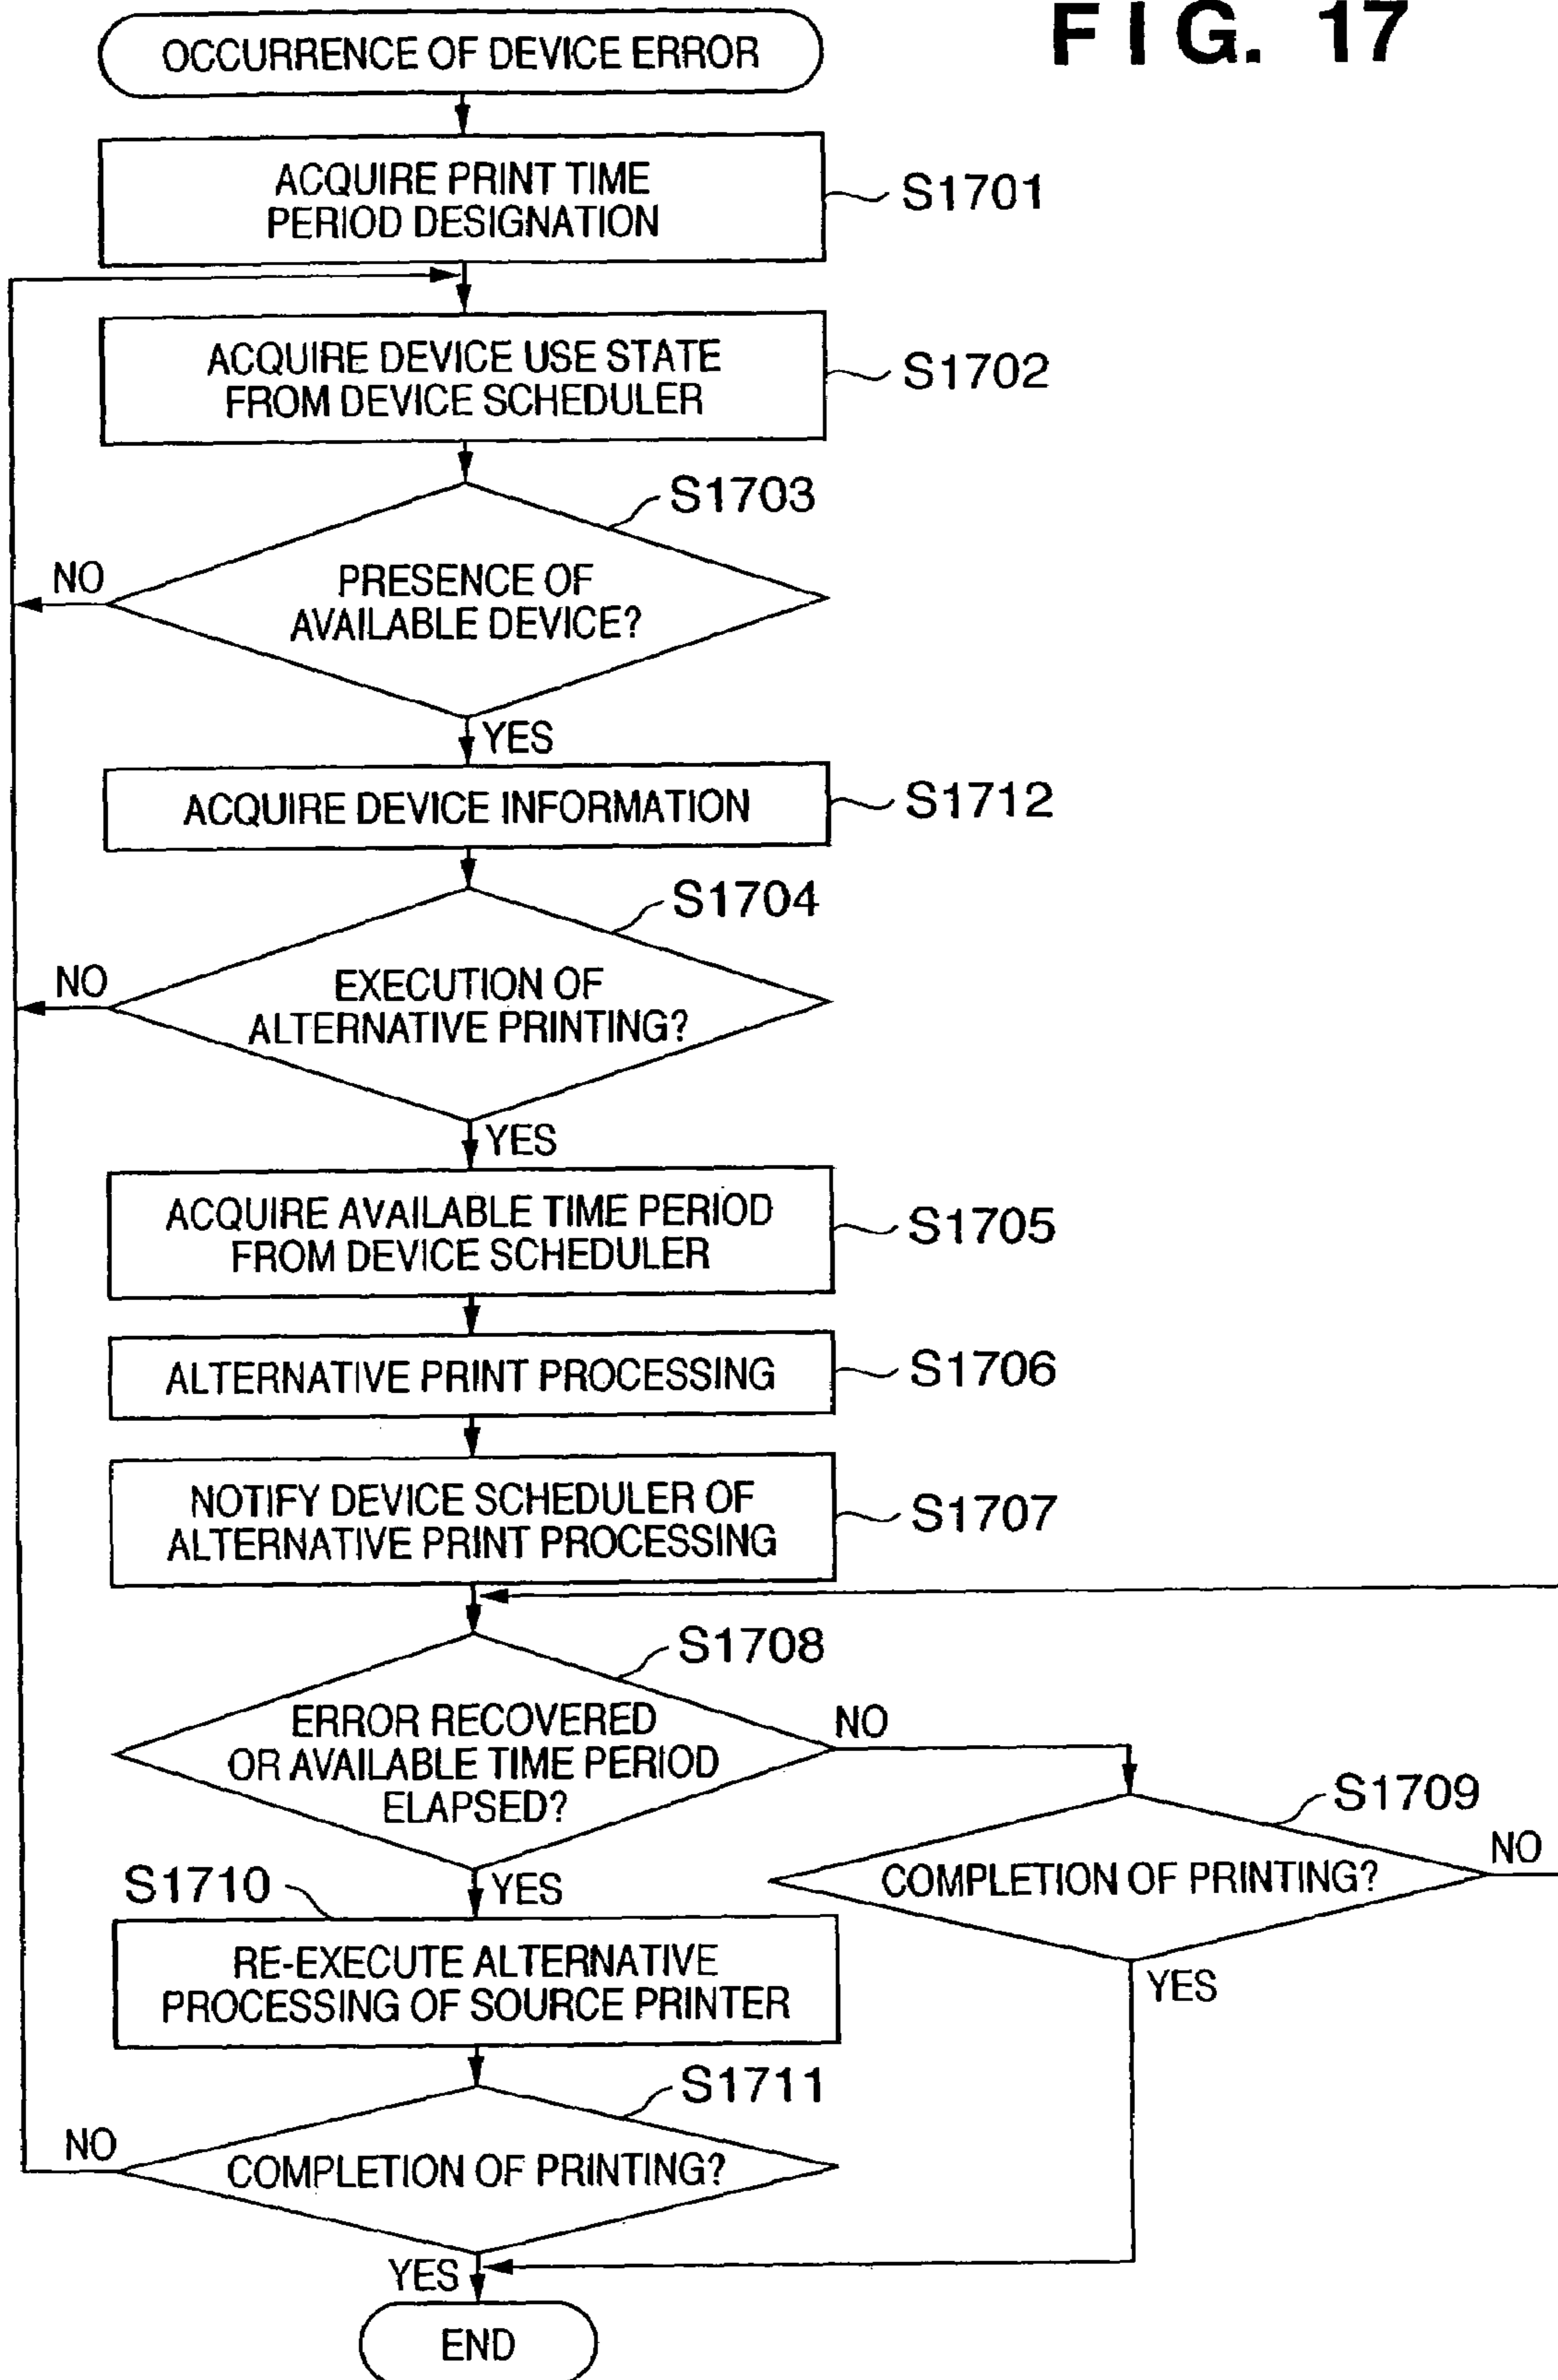 FIG. 17
OCCURRENCE OF DEVICE ERROR
ACQUIRE PRINT TIME
PERIOD DESIGNATION
S1701
ACQUIRE DEVICE USE STATE
FROM DEVICE SCHEDULER
S1702
S1703
NO
PRESENCE OF
AVAILABLE DEVICE?
YES
ACQUIRE DEVICE INFORMATION
S1712
S1704
NO
EXECUTION OF
ALTERNATIVE PRINTING?
YES
ACQUIRE AVAILABLE TIME PERIOD
FROM DEVICE SCHEDULER
S1705
ALTERNATIVE PRINT PROCESSING
S1706
NOTIFY DEVICE SCHEDULER OF
ALTERNATIVE PRINT PROCESSING
S1707
S1708
ERROR RECOVERED
OR AVAILABLE TIME PERIOD
ELAPSED?
NO
S1709
COMPLETION OF PRINTING?
NO
YES
YES
S1710
RE-EXECUTE ALTERNATIVE
PROCESSING OF SOURCE PRINTER
S1711
NO
COMPLETION OF PRINTING?
YES
END